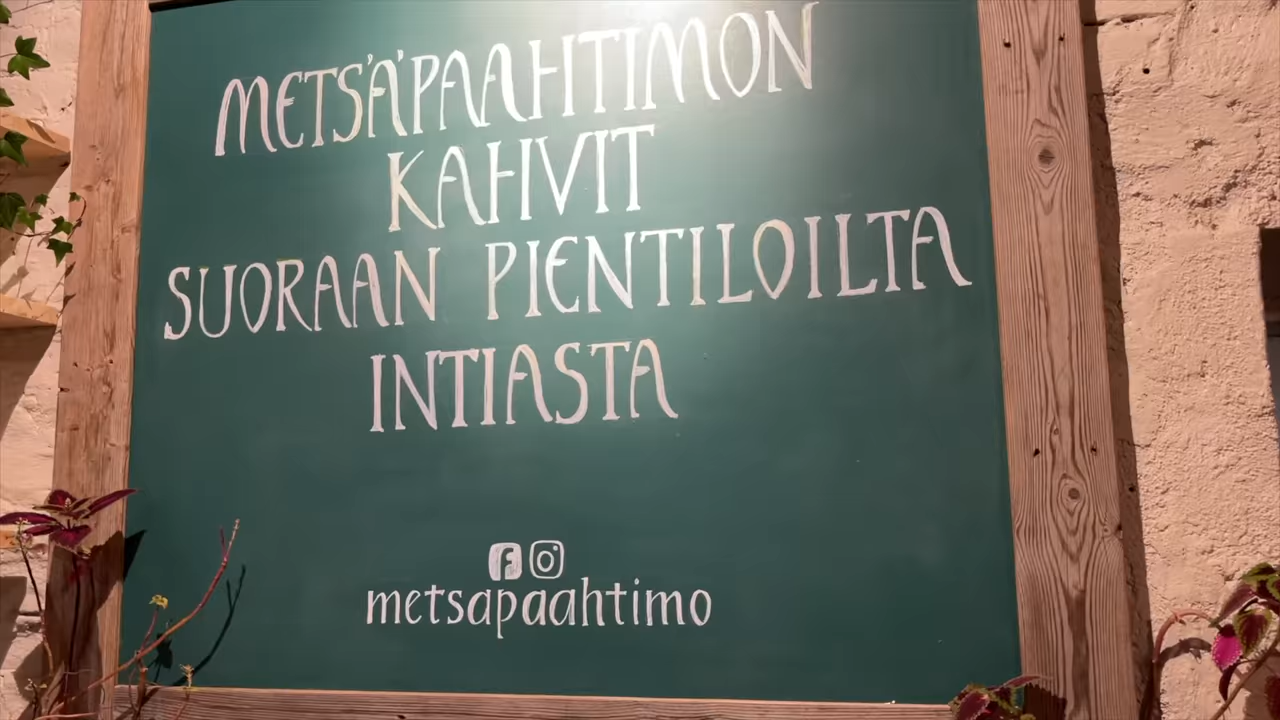 METSÄPAAHTIMON
KAHVIT
SUORAAN PIENTILOILTA
INTIASTA
metsapaahtimo